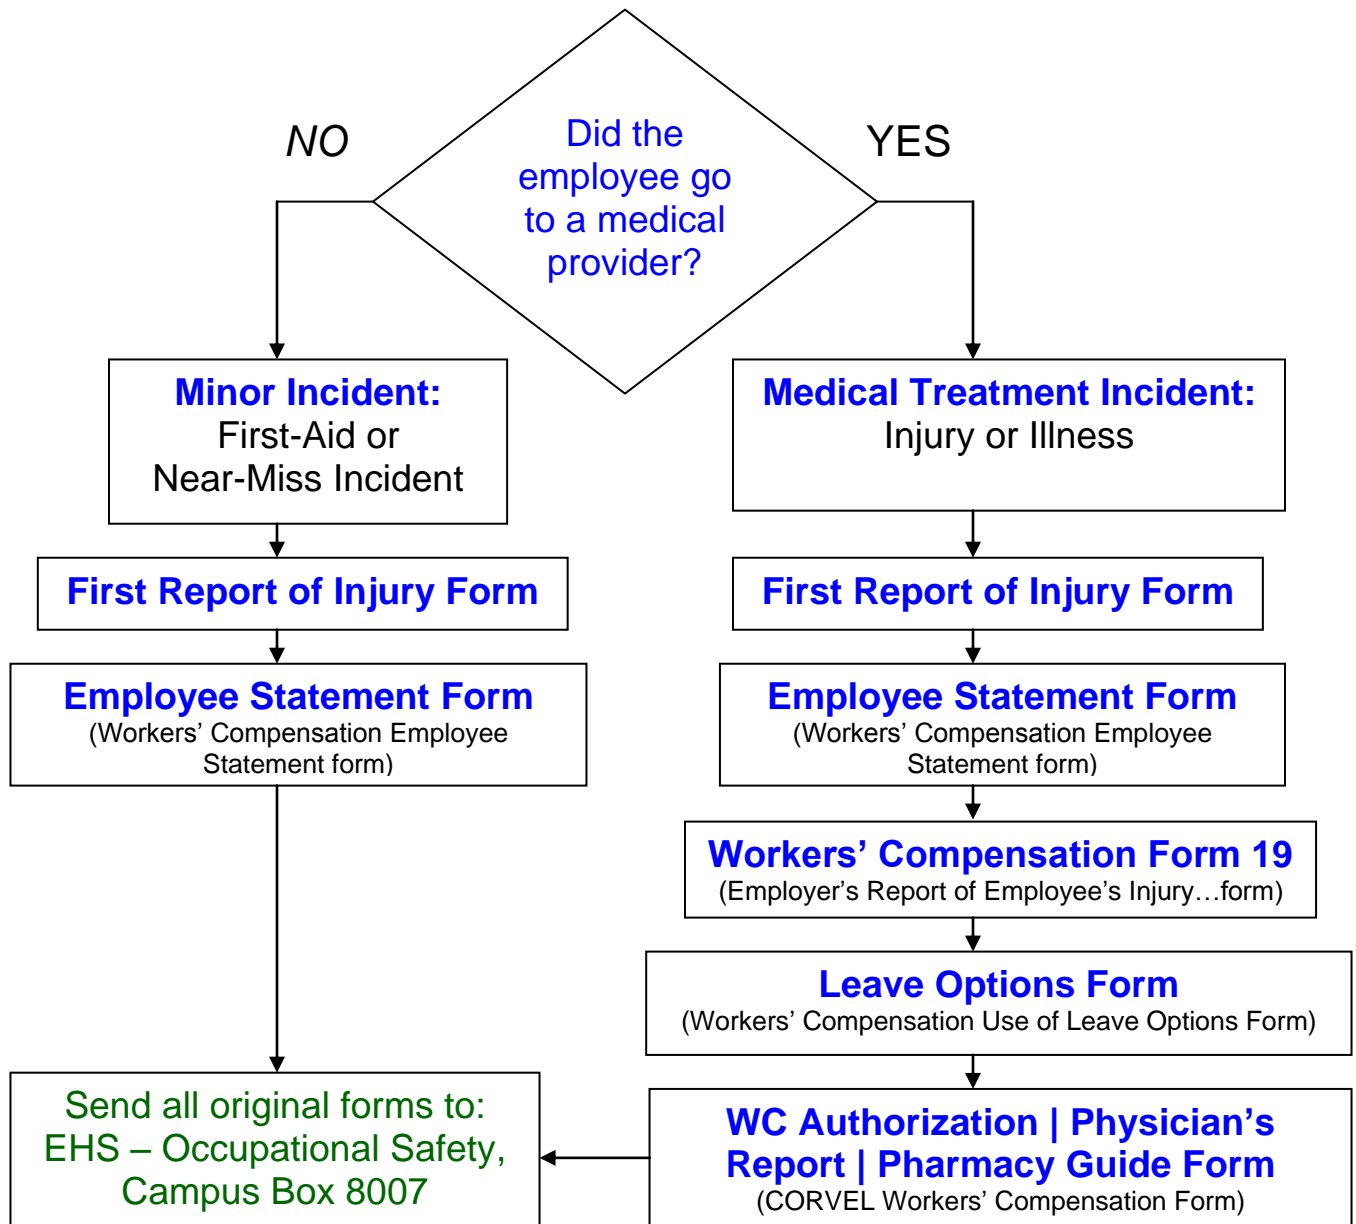 Did the
employee go
to a medical
provider?
NO
YES
Minor Incident:
First-Aid or
Near-Miss Incident
First Report of Injury Form
Employee Statement Form
(Workers’ Compensation Employee
Statement form)
Medical Treatment Incident:
Injury or Illness
First Report of Injury Form
Employee Statement Form
(Workers’ Compensation Employee
Statement form)
Workers’ Compensation Form 19
(Employer’s Report of Employee’s Injury…form)
Leave Options Form
(Workers’ Compensation Use of Leave Options Form)
WC Authorization | Physician’s
Report | Pharmacy Guide Form
(CORVEL Workers’ Compensation Form)
Send all original forms to:
EHS – Occupational Safety,
Campus Box 8007